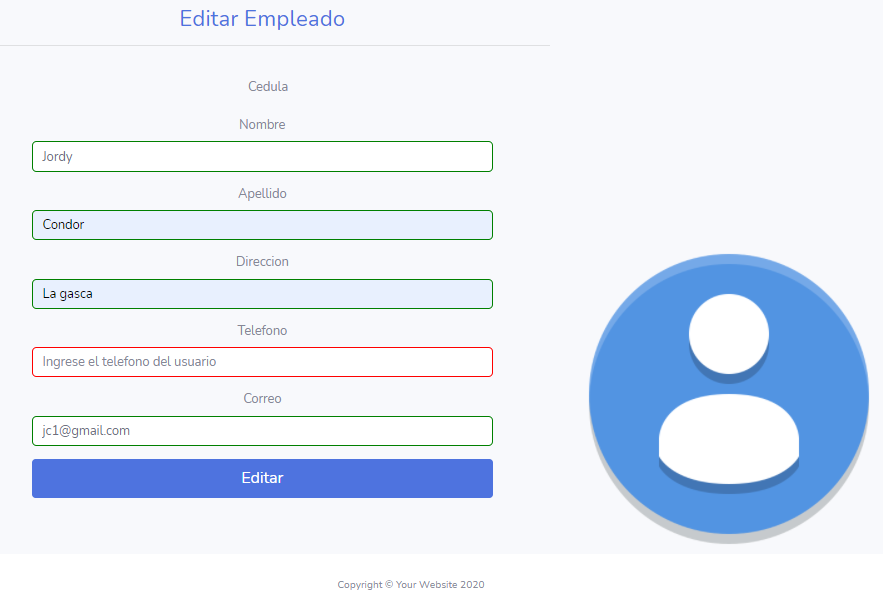 Editar Empleado
Cedula
Nombre
Jordy
Apellido
Condor
Direccion
La gasca
Telefono
Ingrese el telefono del usuario
Correo
jc1@gmail.com
Editar
Copyright © Your Website 2020